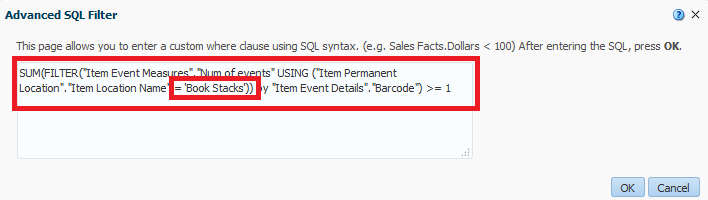 Advanced SQL Filter
This page allows you to enter a custom where clause using SQL syntax. (e.g. Sales Facts.Dollars < 100) After entering the SQL, press OK.
SUM(FILTER("Item Event Measures"."Num of events" USING ("Item Permanent
Location"."Item Location Name" = 'Book Stacks')) by "Item Event Details"."Barcode") >= 1
OK Cancel